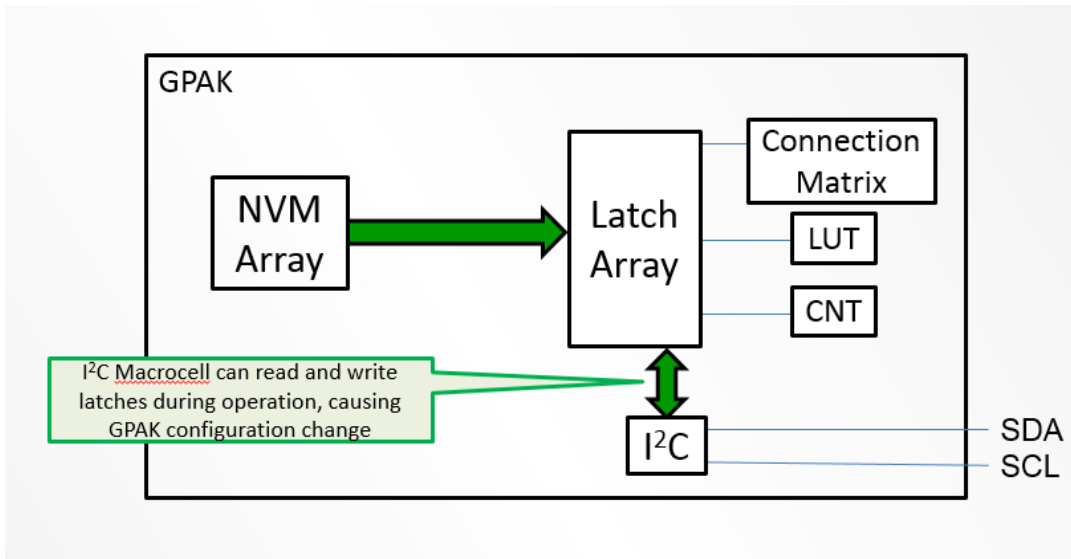 GPAK
Connection
Matrix
NVM
Array
Latch
Array
LUT
CNT
I²C Macrocell can read and write
latches during operation, causing
GPAK configuration change
I²C
SDA
SCL